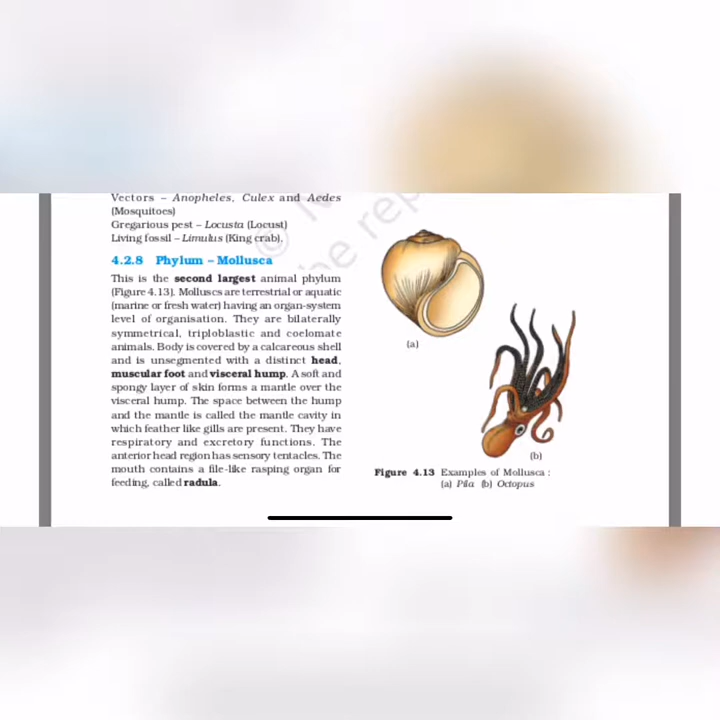 Vectors – Anopheles, Culex and Aedes
(Mosquitoes)
Gregarious pest – Locusta (Locust)
Living fossil – Limulus (King crab).
4.2.8 Phylum – Mollusca
This is the second largest animal phylum
(Figure 4.13). Molluscs are terrestrial or aquatic
(marine or fresh water) having an organ-system
level of organisation. They are bilaterally
symmetrical, triploblastic and coelomate
animals. Body is covered by a calcareous shell
and is unsegmented with a distinct head,
muscular foot and visceral hump. A soft and
spongy layer of skin forms a mantle over the
visceral hump. The space between the hump
and the mantle is called the mantle cavity in
which feather like gills are present. They have
respiratory and excretory functions. The
anterior head region has sensory tentacles. The
mouth contains a file-like rasping organ for
feeding, called radula.
(a)
(b)
Figure 4.13 Examples of Mollusca :
(a) Pila (b) Octopus
©
be rep